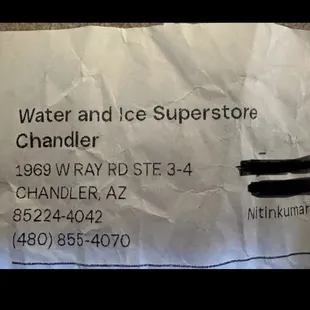 Water and Ice Superstore
Chandler
1969 W RAY RD STE 3-4
CHANDLER, AZ
85224-4042
(480) 855-4070
Nitinkumar